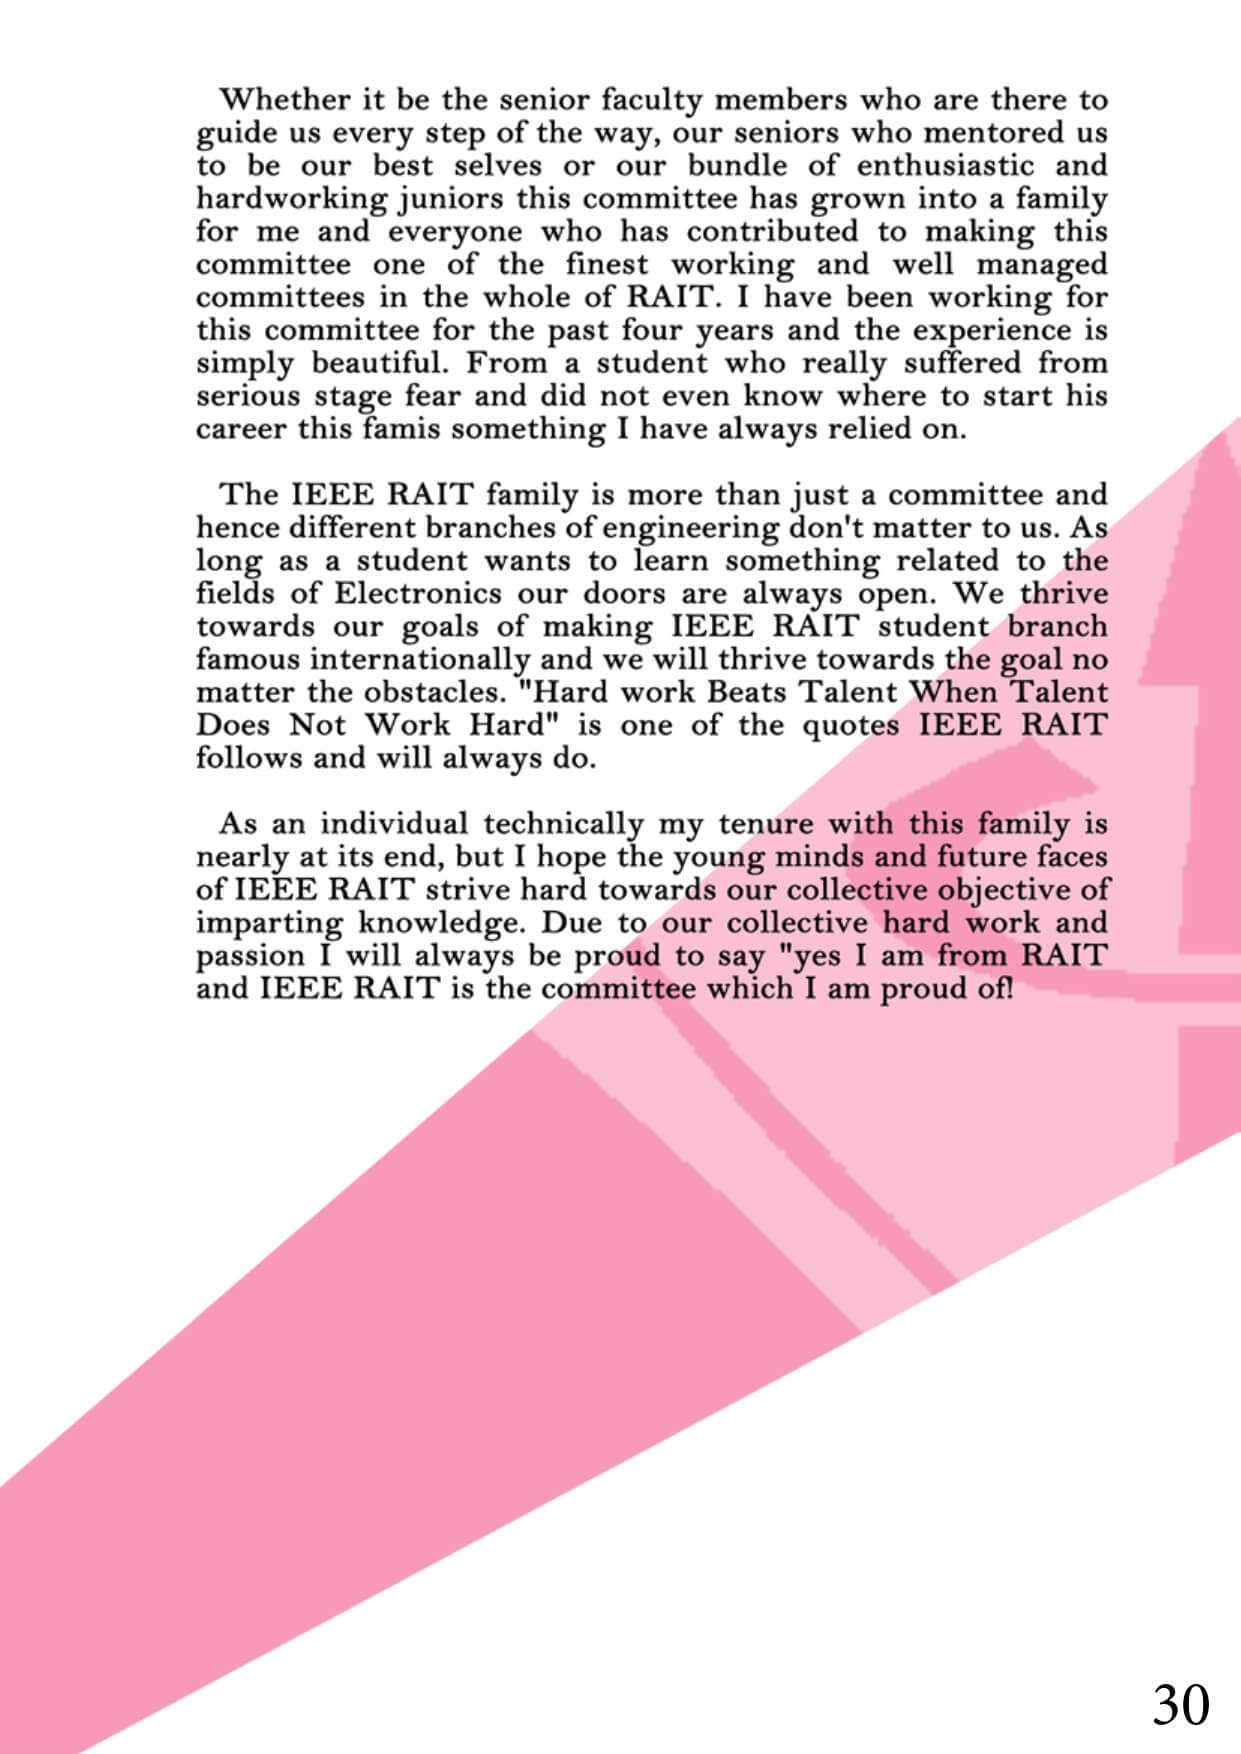 Whether it be the senior faculty members who are there to
guide us every step of the way, our seniors who mentored us
to be our best selves or our bundle of enthusiastic and
hardworking juniors this committee has grown into a family
for me and everyone who has contributed to making this
committee one of the finest working and well managed
committees in the whole of RAIT. I have been working for
this committee for the past four years and the experience is
simply beautiful. From a student who really suffered from
serious stage fear and did not even know where to start his
career this famis something I have always relied on.
The IEEE RAIT family is more than just a committee and
hence different branches of engineering don't matter to us. As
long as a student wants to learn something related to the
fields of Electronics our doors are always open. We thrive
towards our goals of making IEEE RAIT student branch
famous internationally and we will thrive towards the goal no
matter the obstacles. "Hard work Beats Talent When Talent
Does Not Work Hard" is one of the quotes IEEE RAIT
follows and will always do.
As an individual technically my tenure with this family is
nearly at its end, but I hope the young minds and future faces
of IEEE RAIT strive hard towards our collective objective of
imparting knowledge. Due to our collective hard work and
passion I will always be proud to say "yes I am from RAIT
and IEEE RAIT is the committee which I am proud of!
30